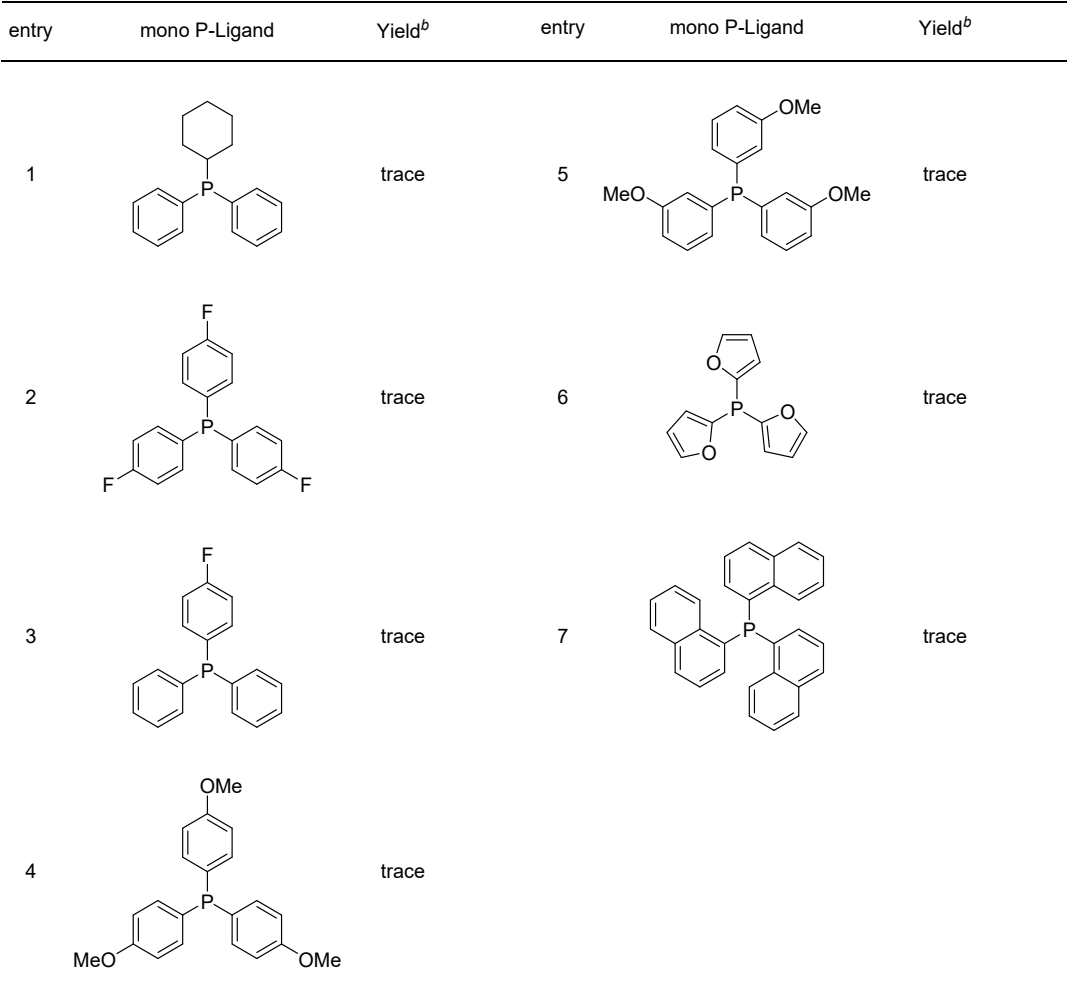 entry mono P-Ligand Yieldᵇ entry mono P-Ligand Yieldᵇ
OMe
1 P trace 5 MeO P OMe trace
F
O
2 P trace 6 P O trace
F F O
F
3 P trace 7 P trace
OMe
4 P trace
MeO OMe